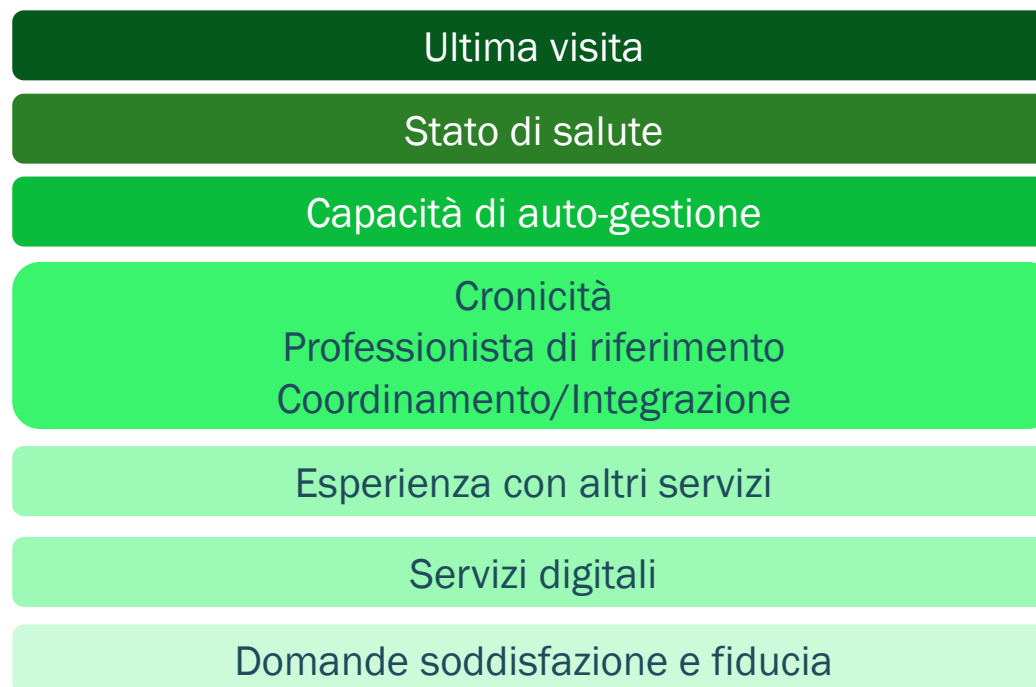 Ultima visita
Stato di salute
Capacità di auto-gestione
Cronicità
Professionista di riferimento
Coordinamento/Integrazione
Esperienza con altri servizi
Servizi digitali
Domande soddisfazione e fiducia